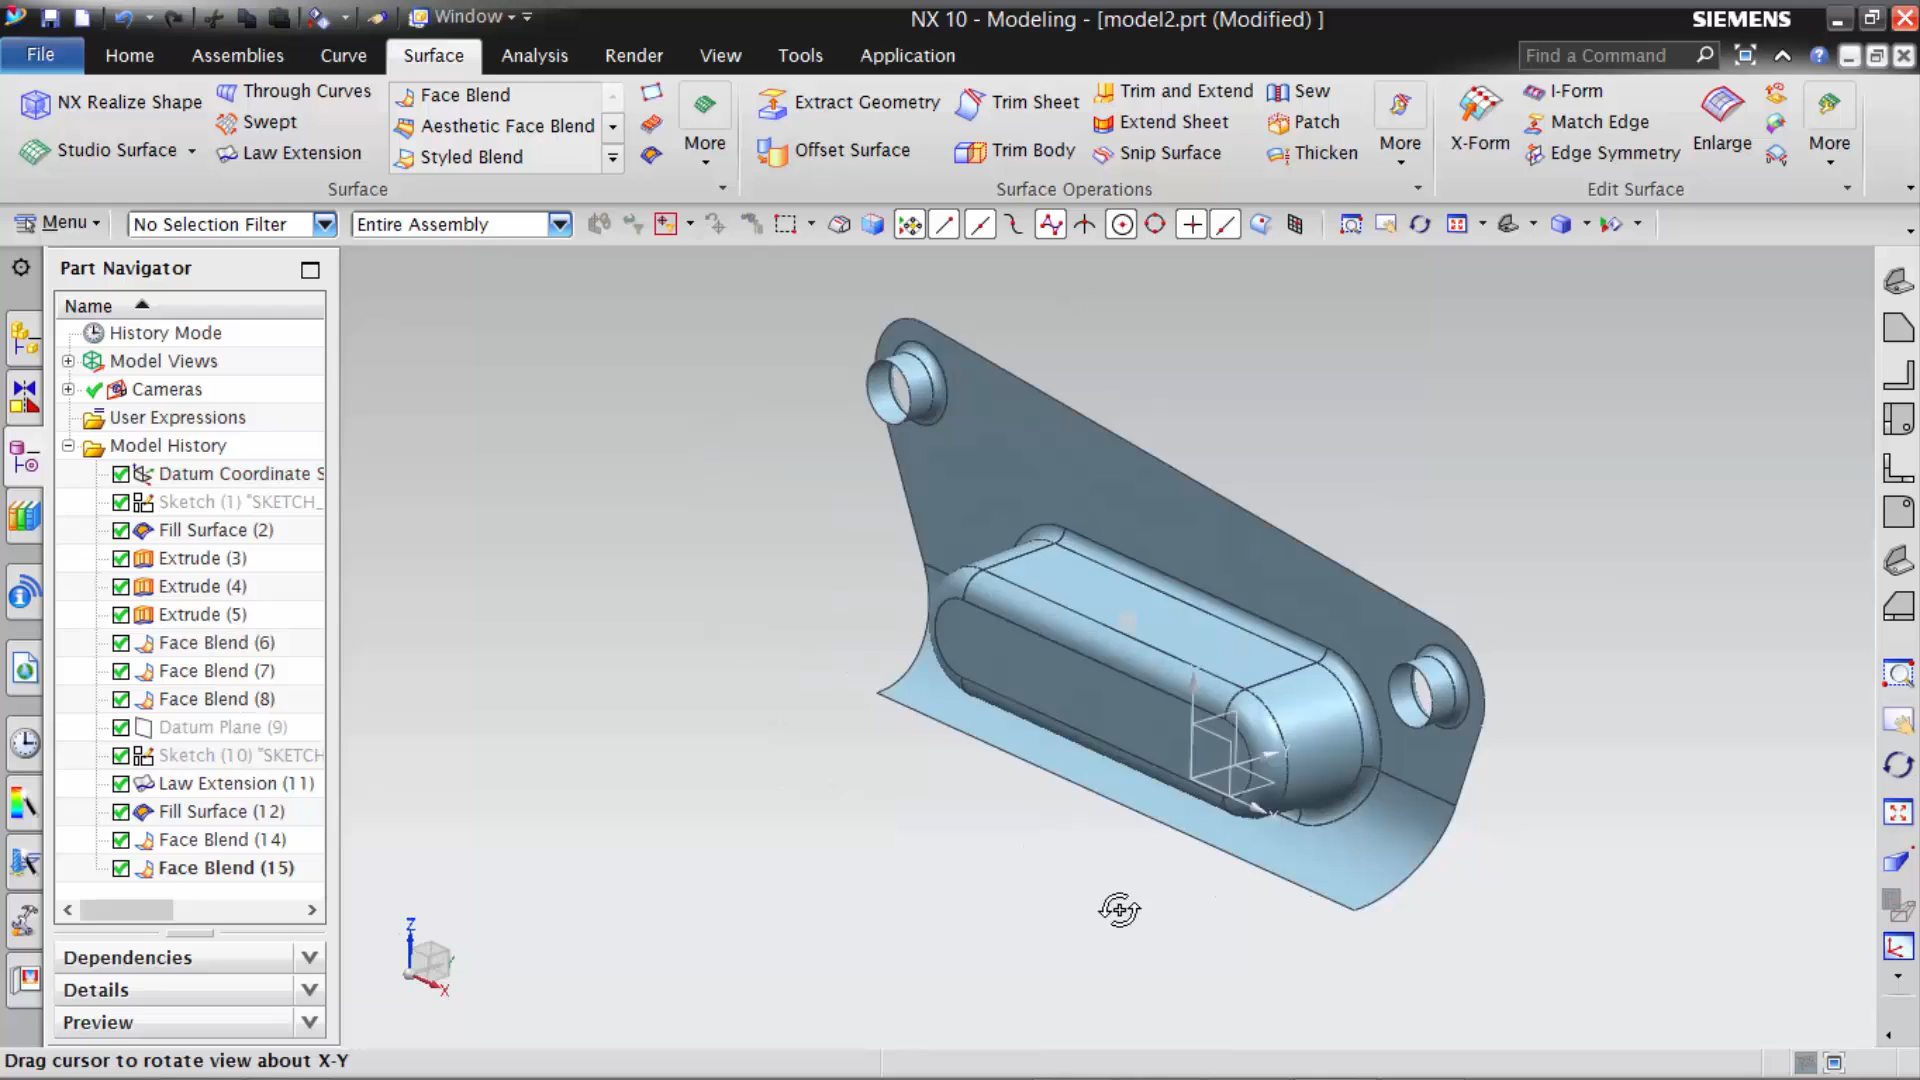 Window
NX 10 - Modeling - [model2.prt (Modified) ]
SIEMENS
File
Home
Assemblies
Curve
Surface
Analysis
Render
View
Tools
Application
Find a Command
NX Realize Shape
Studio Surface
Through Curves
Swept
Law Extension
Face Blend
Aesthetic Face Blend
Styled Blend
More
Surface
Extract Geometry
Offset Surface
Trim Sheet
Trim Body
Trim and Extend
Extend Sheet
Snip Surface
Sew
Patch
Thicken
More
Surface Operations
X-Form
I-Form
Match Edge
Edge Symmetry
Enlarge
More
Edit Surface
Menu
No Selection Filter
Entire Assembly
Part Navigator
Name
History Mode
Model Views
Cameras
User Expressions
Model History
Datum Coordinate S
Sketch (1) "SKETCH_
Fill Surface (2)
Extrude (3)
Extrude (4)
Extrude (5)
Face Blend (6)
Face Blend (7)
Face Blend (8)
Datum Plane (9)
Sketch (10) "SKETCH
Law Extension (11)
Fill Surface (12)
Face Blend (14)
Face Blend (15)
Dependencies
Details
Preview
Z
X
Drag cursor to rotate view about X-Y